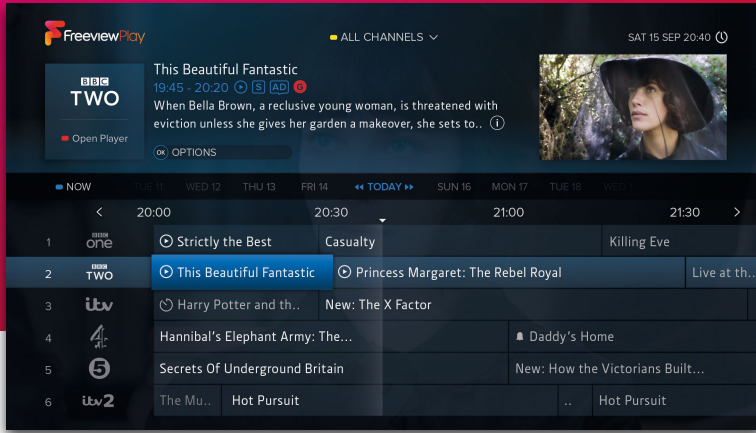 FreeviewPlay
ALL CHANNELS
SAT 15 SEP 20:40
BBC
TWO
Open Player
This Beautiful Fantastic
19:45 - 20:20 S AD G
When Bella Brown, a reclusive young woman, is threatened with
eviction unless she gives her garden a makeover, she sets to.. i
OK OPTIONS
NOW TUE 11 WED 12 THU 13 FRI 14 TODAY SUN 16 MON 17 TUE 18 WED
20:00 20:30 21:00 21:30
1 BBC one Strictly the Best Casualty Killing Eve
2 BBC TWO This Beautiful Fantastic Princess Margaret: The Rebel Royal Live at th..
3 itv Harry Potter and th.. New: The X Factor
4 4 Hannibal's Elephant Army: The... Daddy's Home
5 5 Secrets Of Underground Britain New: How the Victorians Built...
6 itv2 The Mu.. Hot Pursuit .. Hot Pursuit